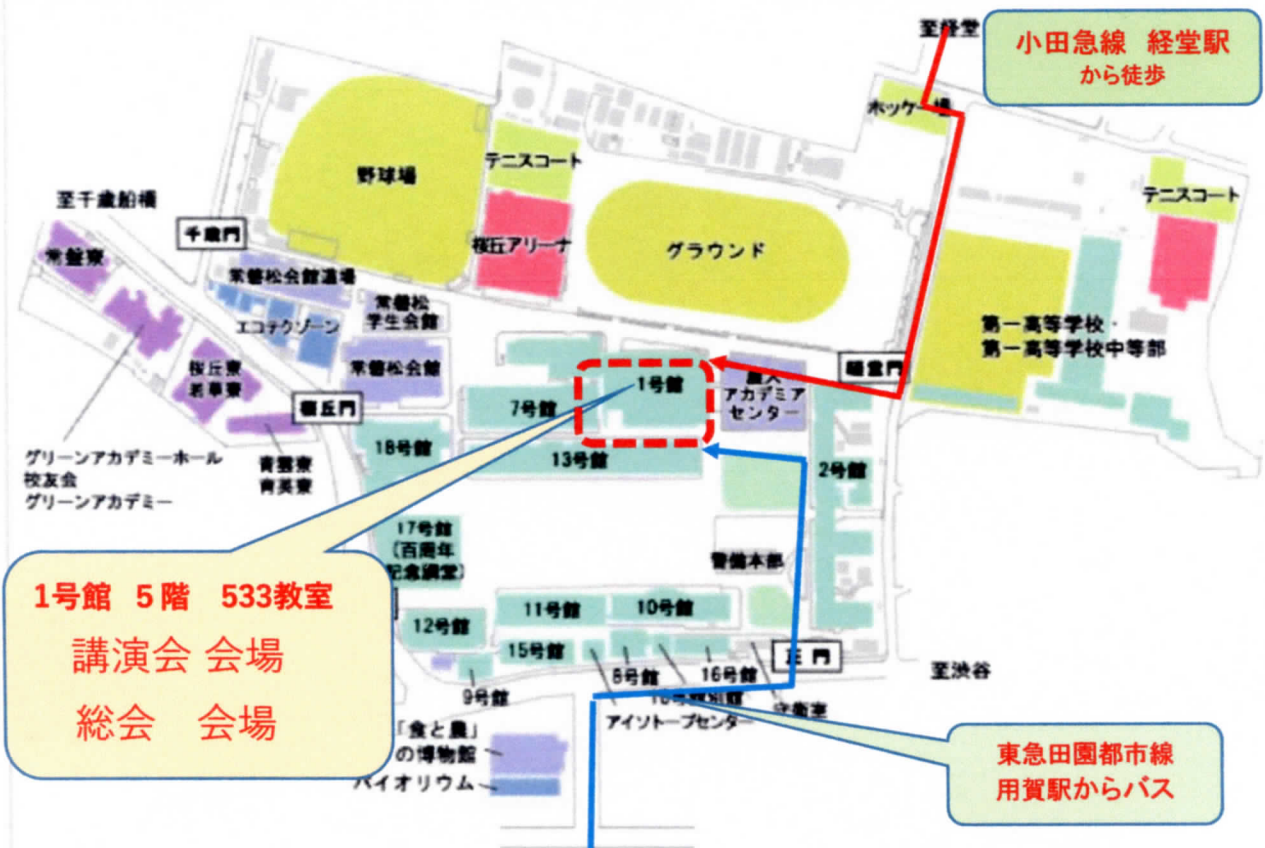 至経堂
小田急線 経堂駅
から徒歩
ホッケー場
テニスコート
野球場
テニスコート
至千歳船橋
千歳門
桜丘アリーナ
グラウンド
常磐寮
常磐松会館道場
常磐松
学生会館
エコテクゾーン
第一高等学校・
第一高等学校中等部
桜丘寮
若草寮
常磐松会館
1号館
農大
アカデミア
センター
経堂門
桜丘門
7号館
18号館
13号館
2号館
グリーンアカデミーホール
校友会
グリーンアカデミー
青雲寮
青英寮
17号館
(百周年
記念講堂)
警備本部
1号館 5階 533教室
講演会 会場
総会 会場
11号館
10号館
12号館
15号館
正門
8号館
16号館
至渋谷
9号館
守衛室
アイソトープセンター
「食と農」
の博物館
バイオリウム
東急田園都市線
用賀駅からバス